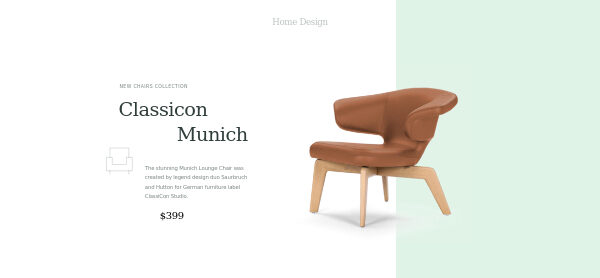 Home Design
NEW CHAIRS COLLECTION
Classicon
Munich
The stunning Munich Lounge Chair was
created by legend design duo Saurbruch
and Hutton for German furniture label
ClassiCon Studio.
$399